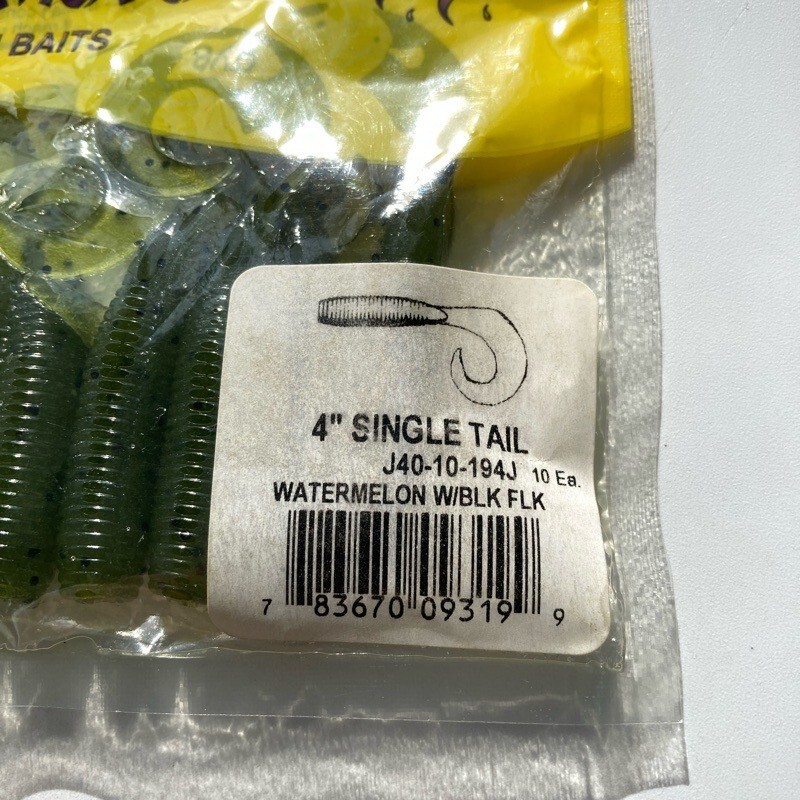 BAITS
4" SINGLE TAIL
J40-10-194J 10 Ea.
WATERMELON W/BLK FLK
7 83670 09319 9